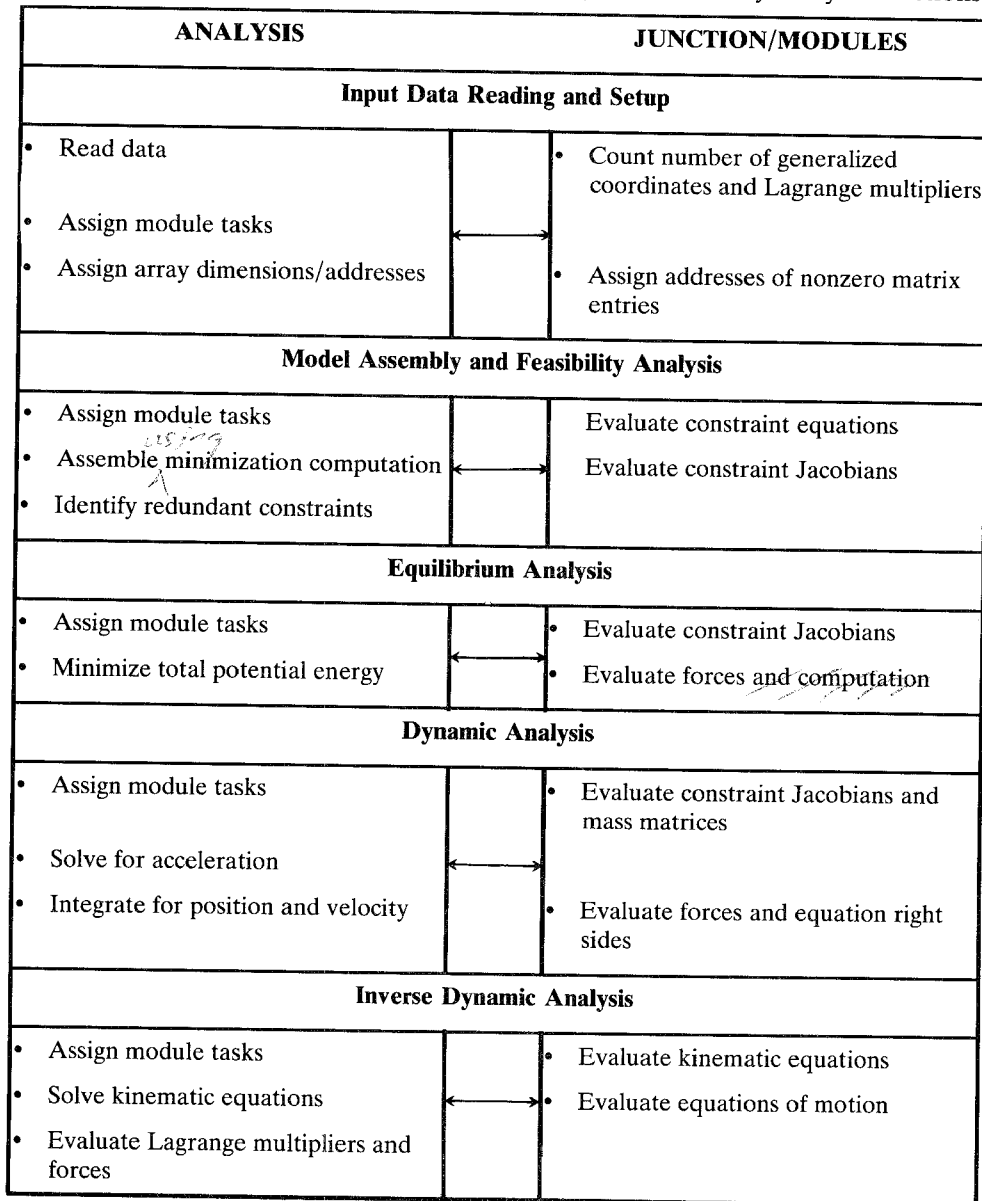 ANALYSIS
JUNCTION/MODULES
Input Data Reading and Setup
• Read data
• Assign module tasks
• Assign array dimensions/addresses
• Count number of generalized
coordinates and Lagrange multipliers
• Assign addresses of nonzero matrix
entries
Model Assembly and Feasibility Analysis
• Assign module tasks
using
• Assemble minimization computation
• Identify redundant constraints
Evaluate constraint equations
Evaluate constraint Jacobians
Equilibrium Analysis
• Assign module tasks
• Minimize total potential energy
• Evaluate constraint Jacobians
• Evaluate forces and computation
Dynamic Analysis
• Assign module tasks
• Solve for acceleration
• Integrate for position and velocity
• Evaluate constraint Jacobians and
mass matrices
• Evaluate forces and equation right
sides
Inverse Dynamic Analysis
• Assign module tasks
• Solve kinematic equations
• Evaluate Lagrange multipliers and
forces
• Evaluate kinematic equations
• Evaluate equations of motion